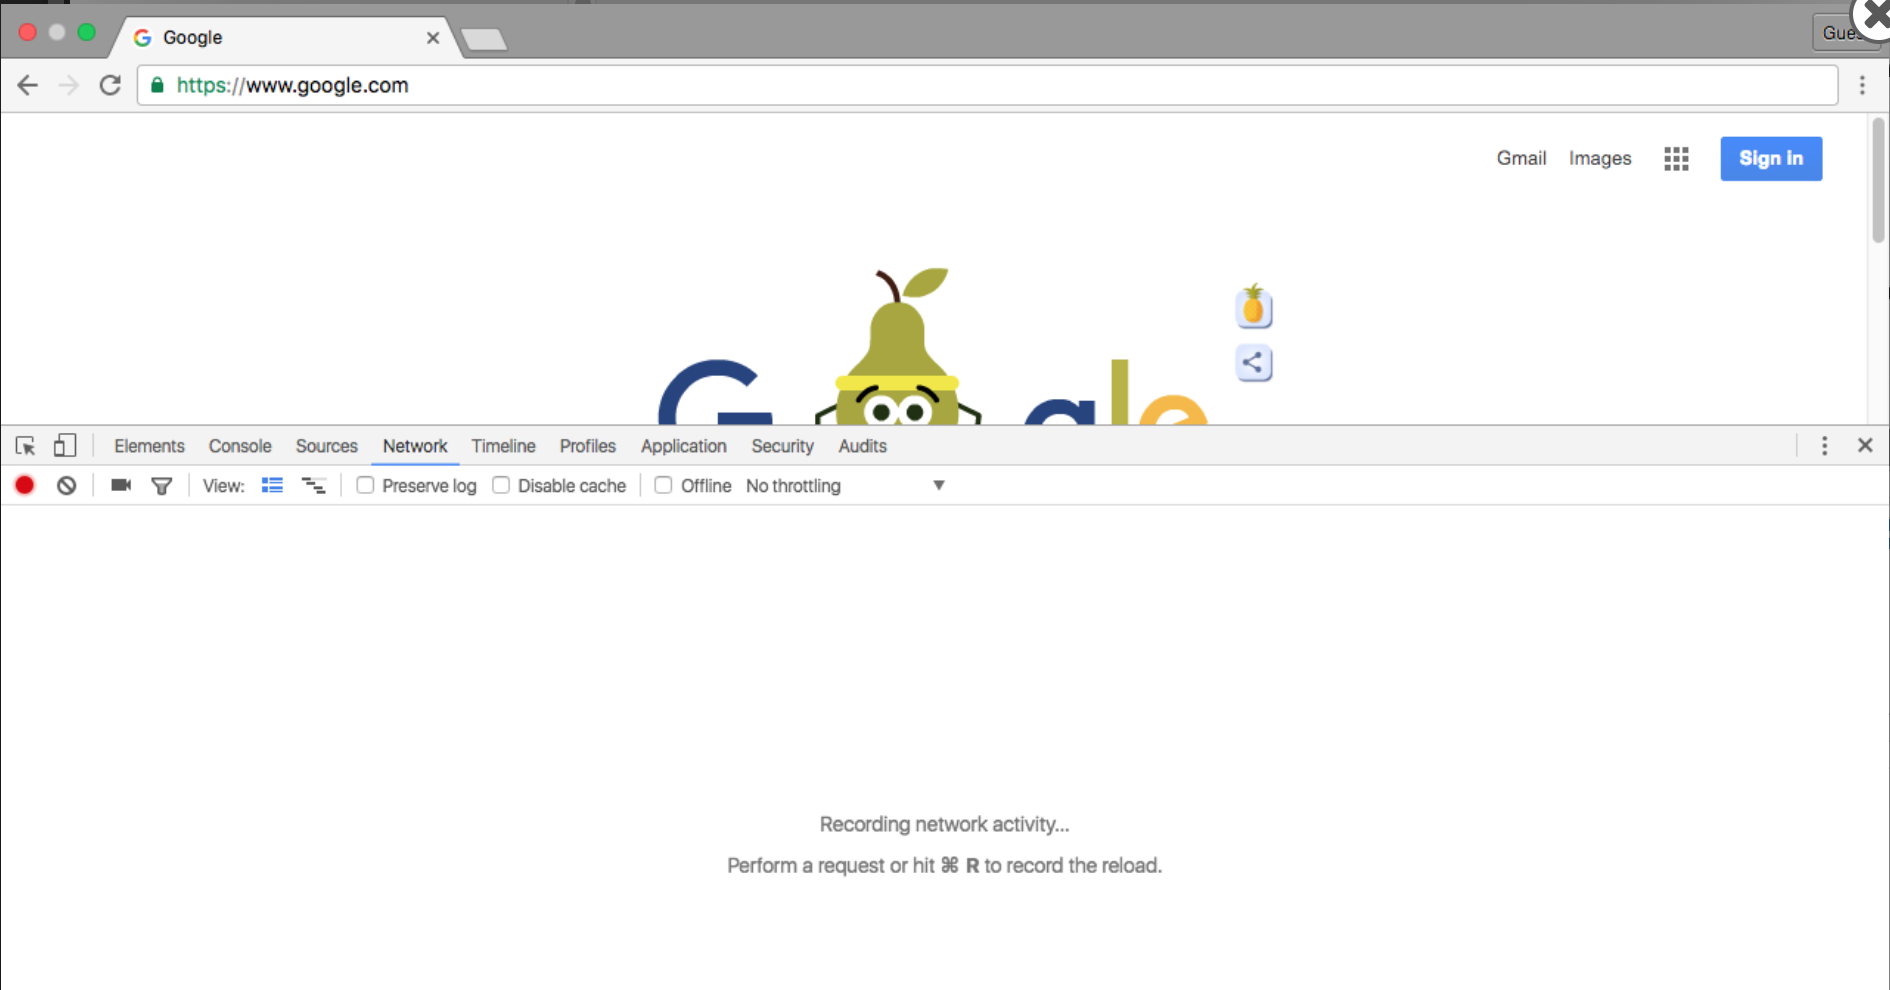 Google
Gue
https://www.google.com
Gmail Images Sign in
G gle
Elements Console Sources Network Timeline Profiles Application Security Audits
View: Preserve log Disable cache Offline No throttling
Recording network activity...
Perform a request or hit ⌘ R to record the reload.